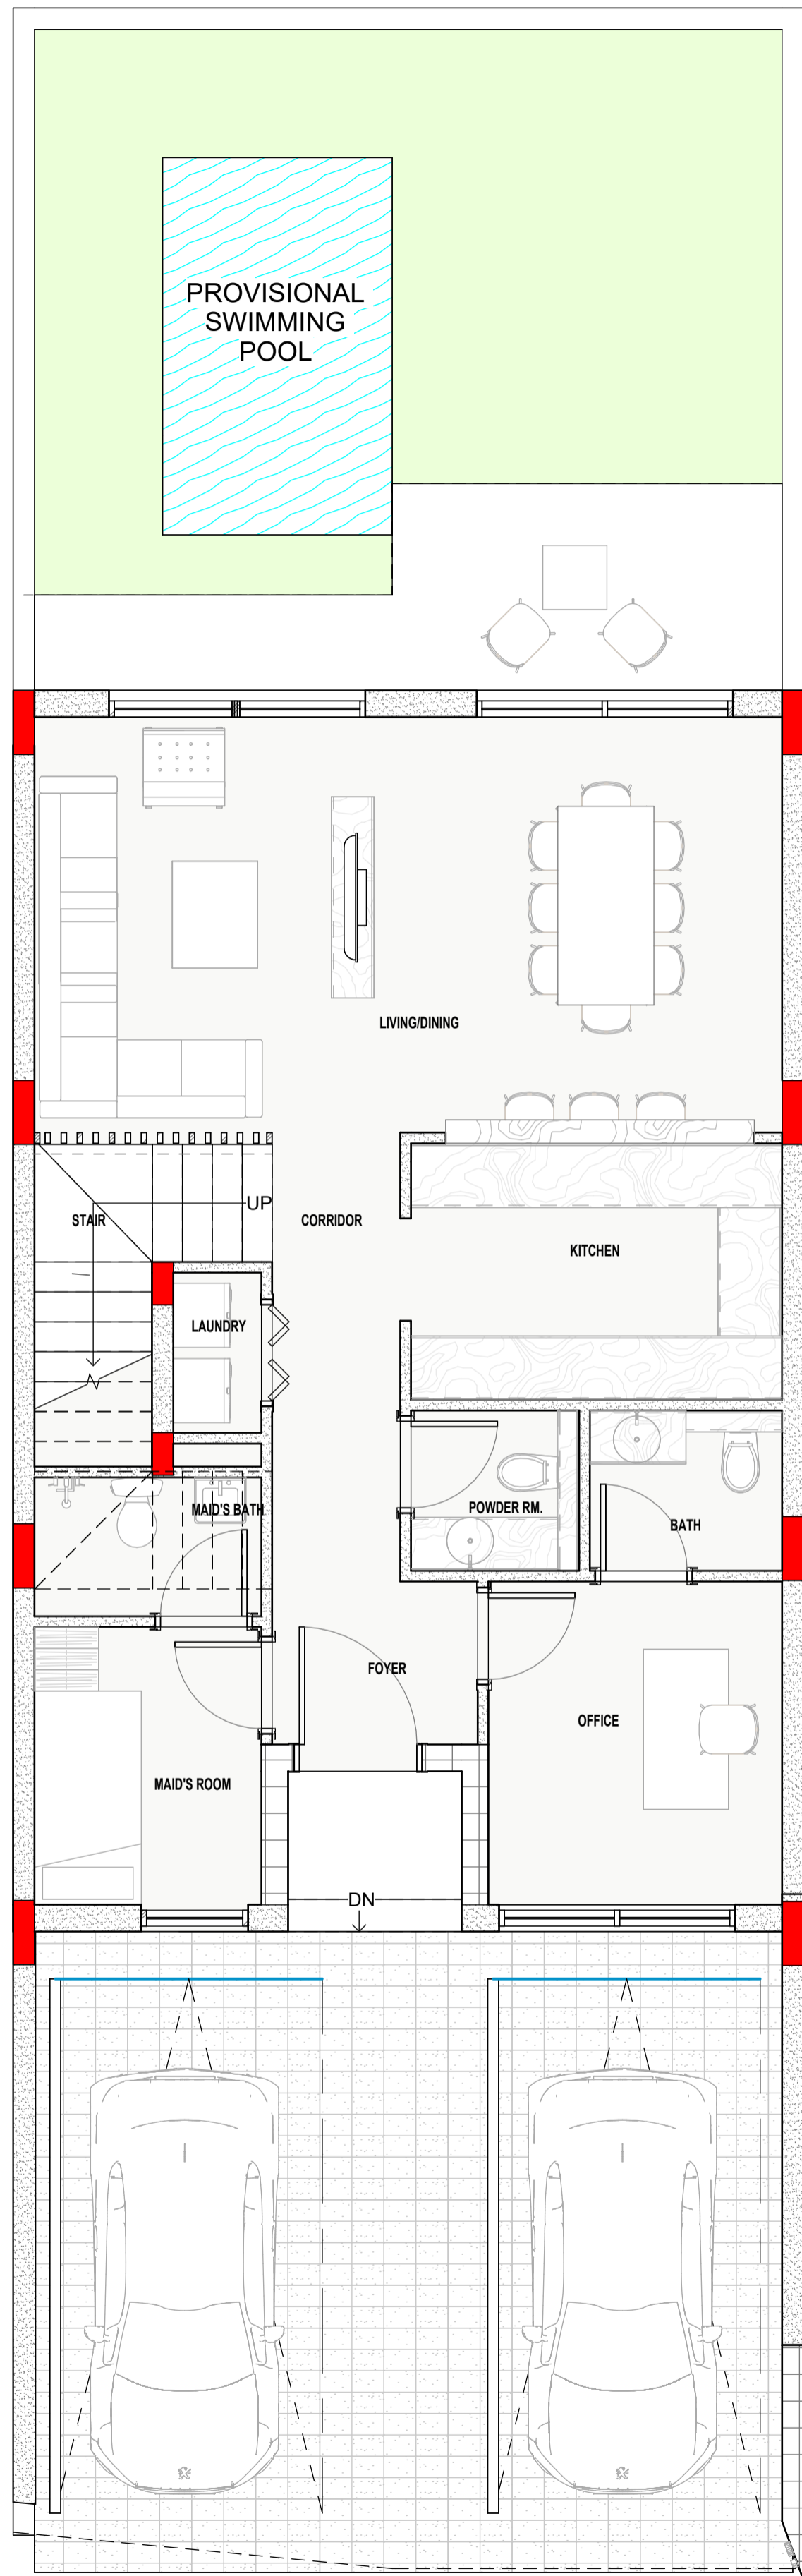 PROVISIONAL
SWIMMING
POOL
LIVING/DINING
UP
STAIR
CORRIDOR
KITCHEN
LAUNDRY
MAID'S BATH
POWDER RM.
BATH
FOYER
OFFICE
MAID'S ROOM
DN